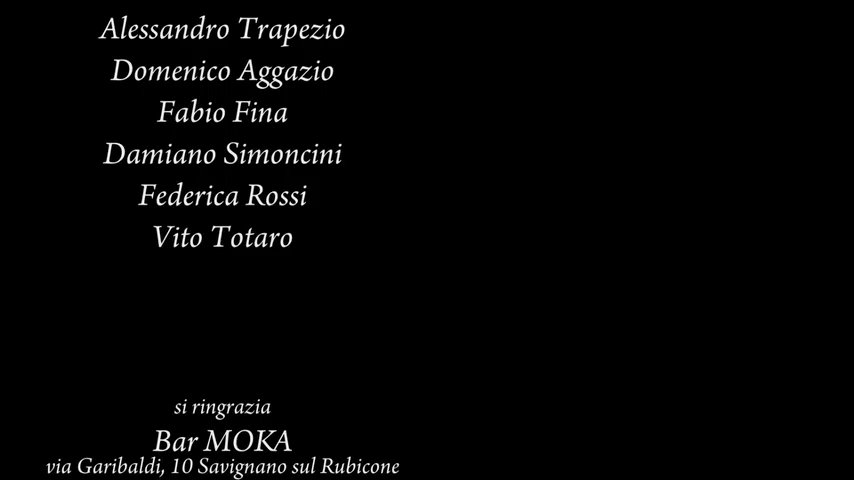 Alessandro Trapezio
Domenico Aggazio
Fabio Fina
Damiano Simoncini
Federica Rossi
Vito Totaro
si ringrazia
Bar MOKA
via Garibaldi, 10 Savignano sul Rubicone